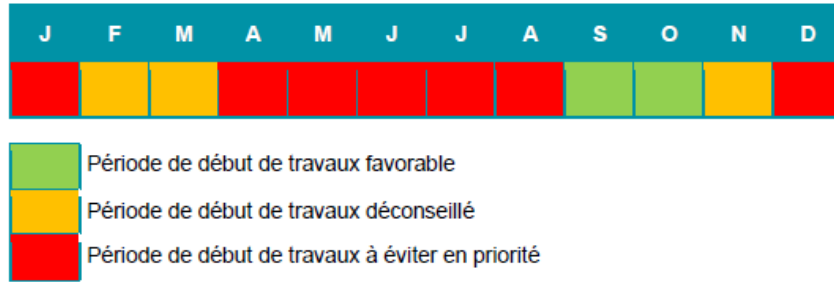 J F M A M J J A S O N D
Période de début de travaux favorable
Période de début de travaux déconseillé
Période de début de travaux à éviter en priorité